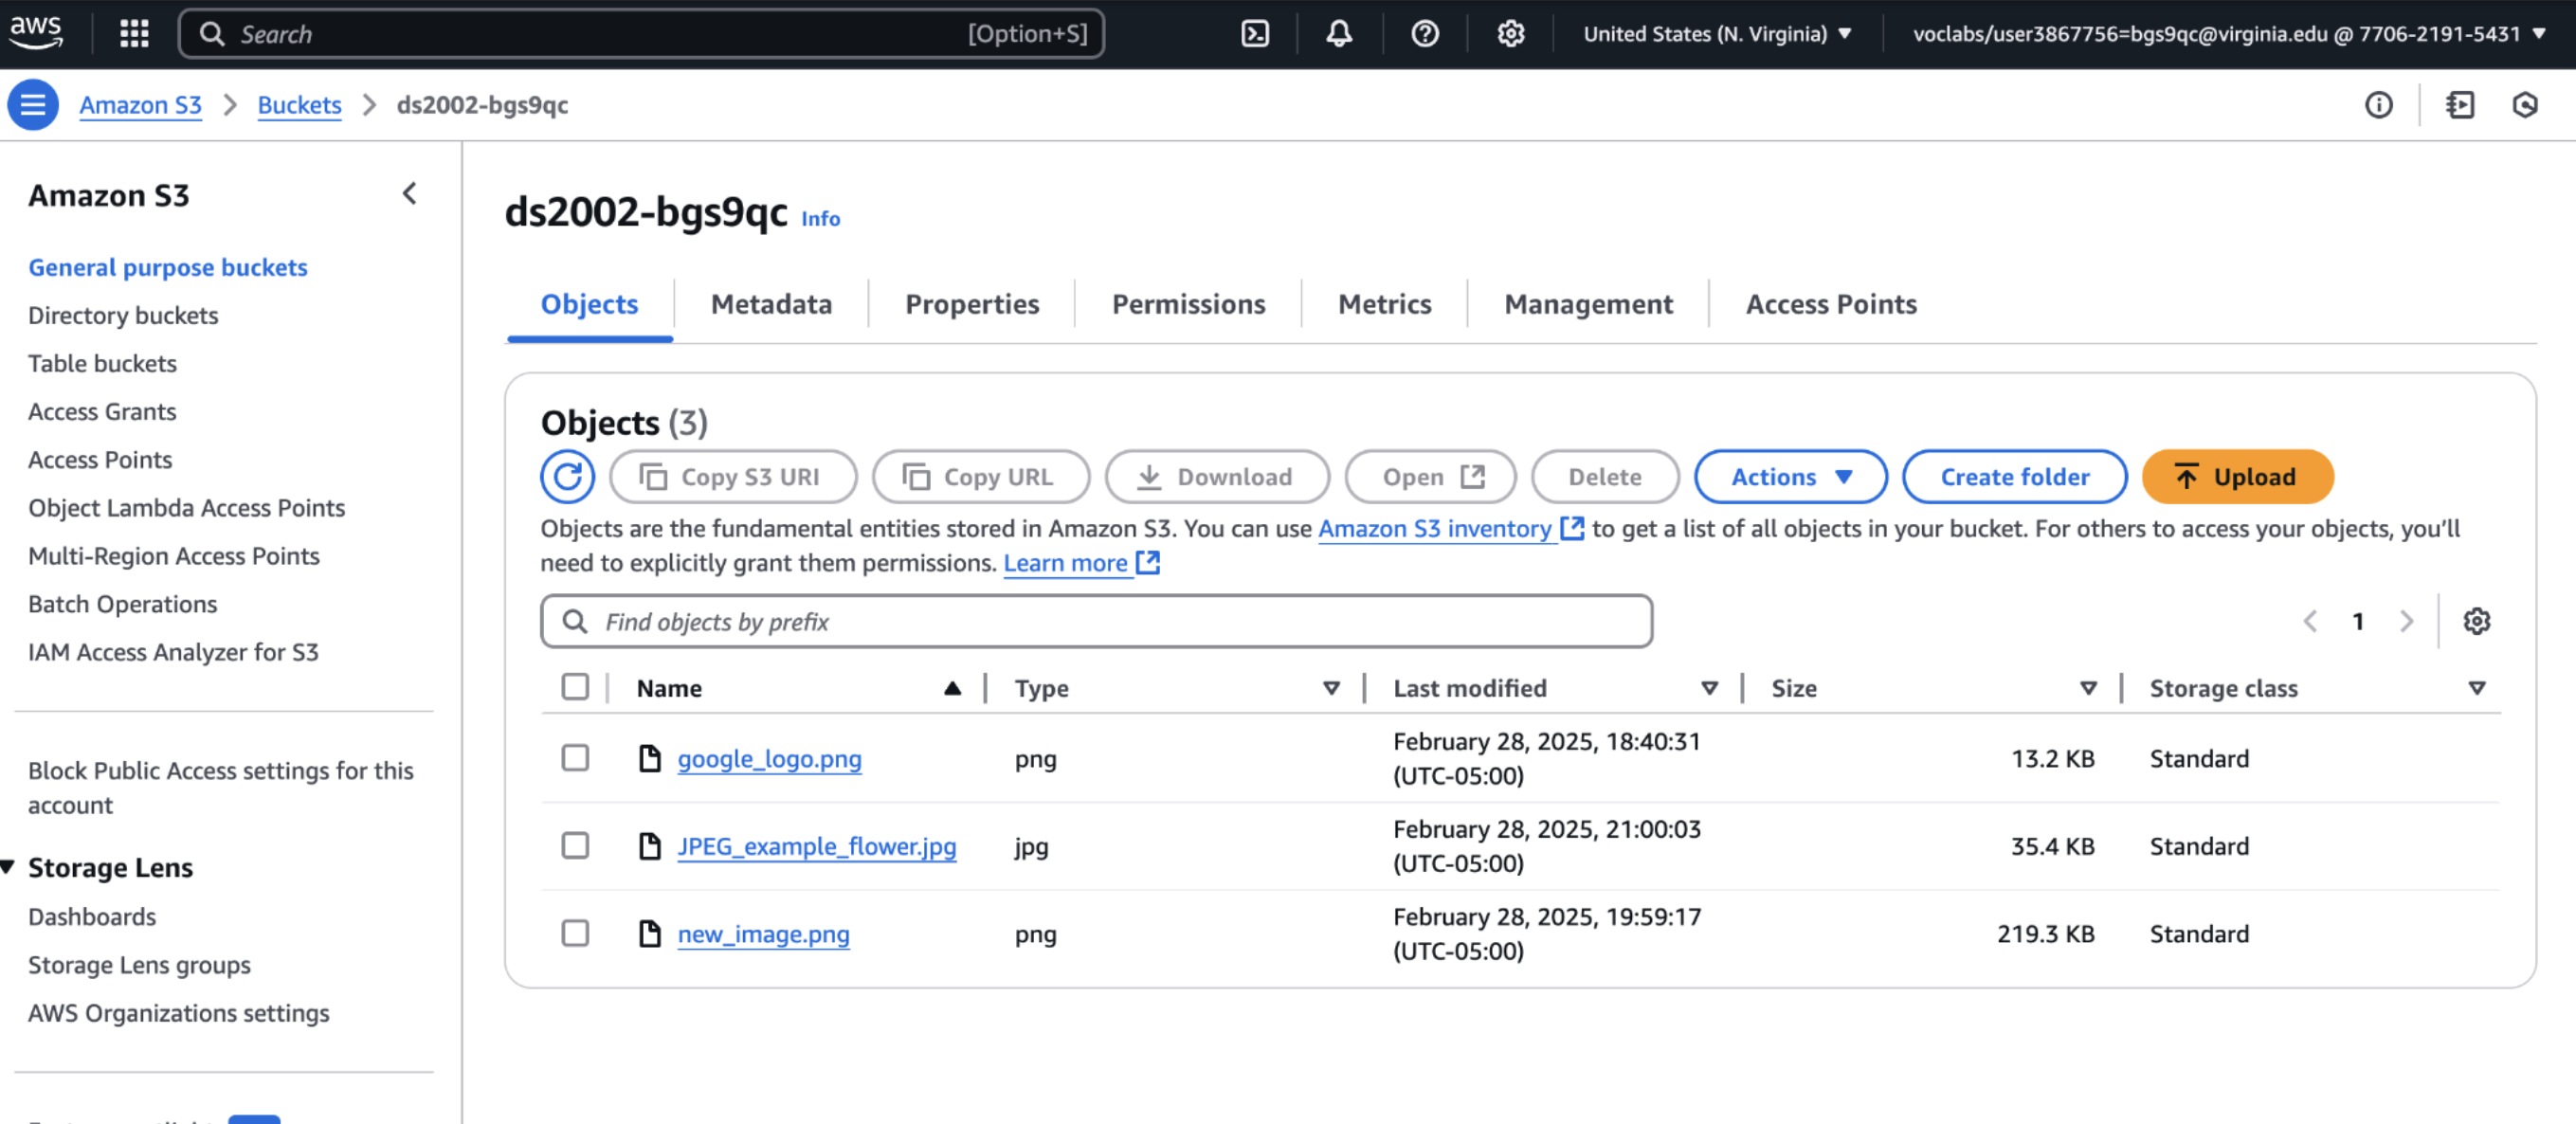 aws
Search [Option+S] United States (N. Virginia) voclabs/user3867756=bgs9qc@virginia.edu @ 7706-2191-5431
Amazon S3 Buckets ds2002-bgs9qc
Amazon S3
General purpose buckets
Directory buckets
Table buckets
Access Grants
Access Points
Object Lambda Access Points
Multi-Region Access Points
Batch Operations
IAM Access Analyzer for S3
Block Public Access settings for this
account
Storage Lens
Dashboards
Storage Lens groups
AWS Organizations settings
ds2002-bgs9qc Info
Objects Metadata Properties Permissions Metrics Management Access Points
Objects (3)
Copy S3 URI Copy URL Download Open Delete Actions Create folder Upload
Objects are the fundamental entities stored in Amazon S3. You can use Amazon S3 inventory to get a list of all objects in your bucket. For others to access your objects, you'll
need to explicitly grant them permissions. Learn more
Find objects by prefix 1
Name Type Last modified Size Storage class
google_logo.png png February 28, 2025, 18:40:31 (UTC-05:00) 13.2 KB Standard
JPEG_example_flower.jpg jpg February 28, 2025, 21:00:03 (UTC-05:00) 35.4 KB Standard
new_image.png png February 28, 2025, 19:59:17 (UTC-05:00) 219.3 KB Standard